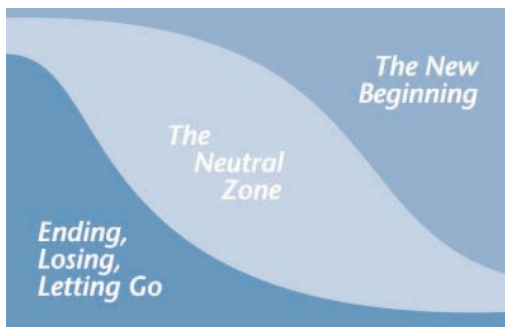 The New
Beginning
The
Neutral
Zone
Ending,
Losing,
Letting Go